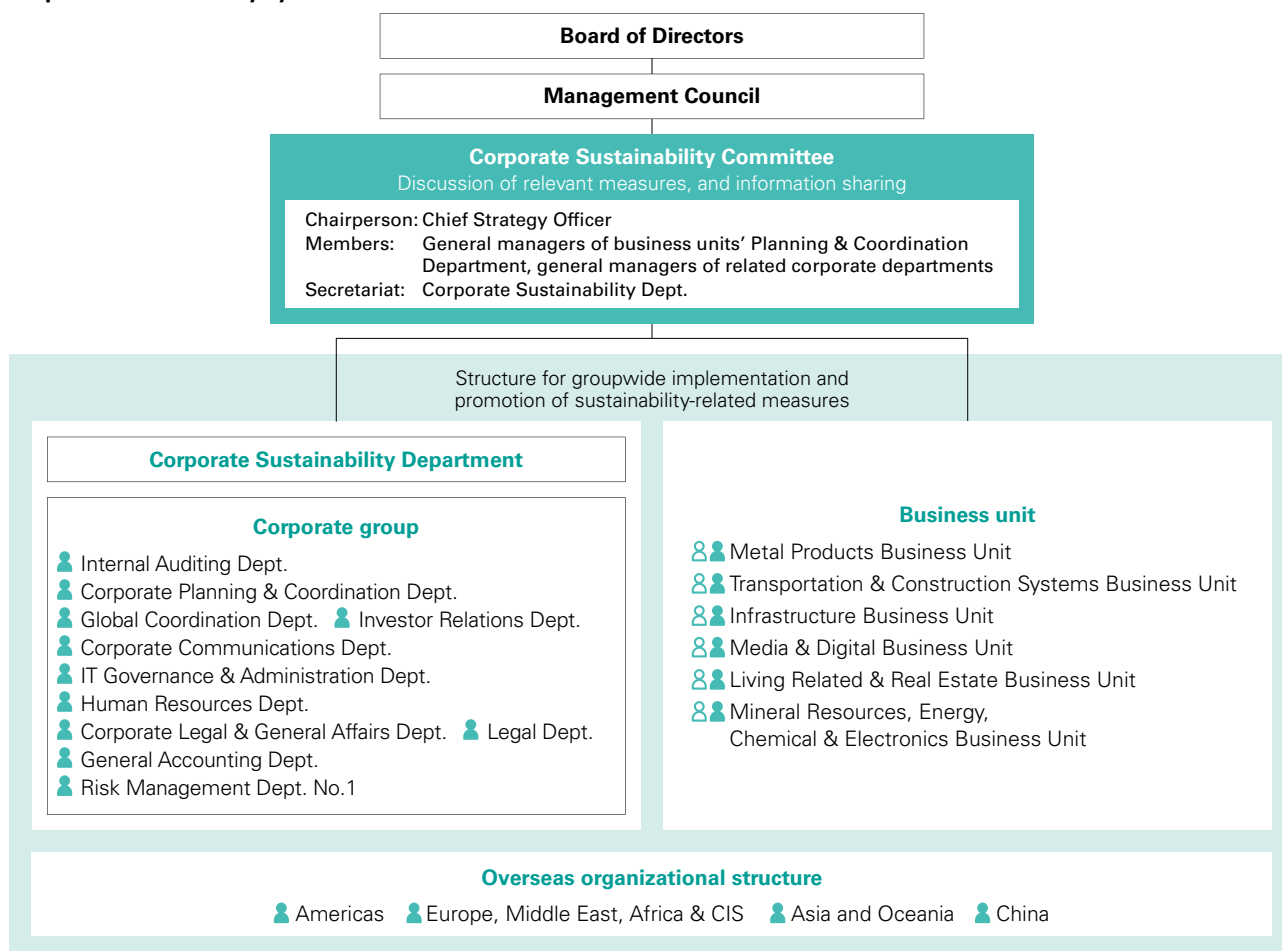 Board of Directors
Management Council
Corporate Sustainability Committee
Discussion of relevant measures, and information sharing
Chairperson: Chief Strategy Officer
Members: General managers of business units' Planning & Coordination
Department, general managers of related corporate departments
Secretariat: Corporate Sustainability Dept.
Structure for groupwide implementation and
promotion of sustainability-related measures
Corporate Sustainability Department
Corporate group
Internal Auditing Dept.
Corporate Planning & Coordination Dept.
Global Coordination Dept. Investor Relations Dept.
Corporate Communications Dept.
IT Governance & Administration Dept.
Human Resources Dept.
Corporate Legal & General Affairs Dept. Legal Dept.
General Accounting Dept.
Risk Management Dept. No.1
Business unit
Metal Products Business Unit
Transportation & Construction Systems Business Unit
Infrastructure Business Unit
Media & Digital Business Unit
Living Related & Real Estate Business Unit
Mineral Resources, Energy,
Chemical & Electronics Business Unit
Overseas organizational structure
Americas Europe, Middle East, Africa & CIS Asia and Oceania China